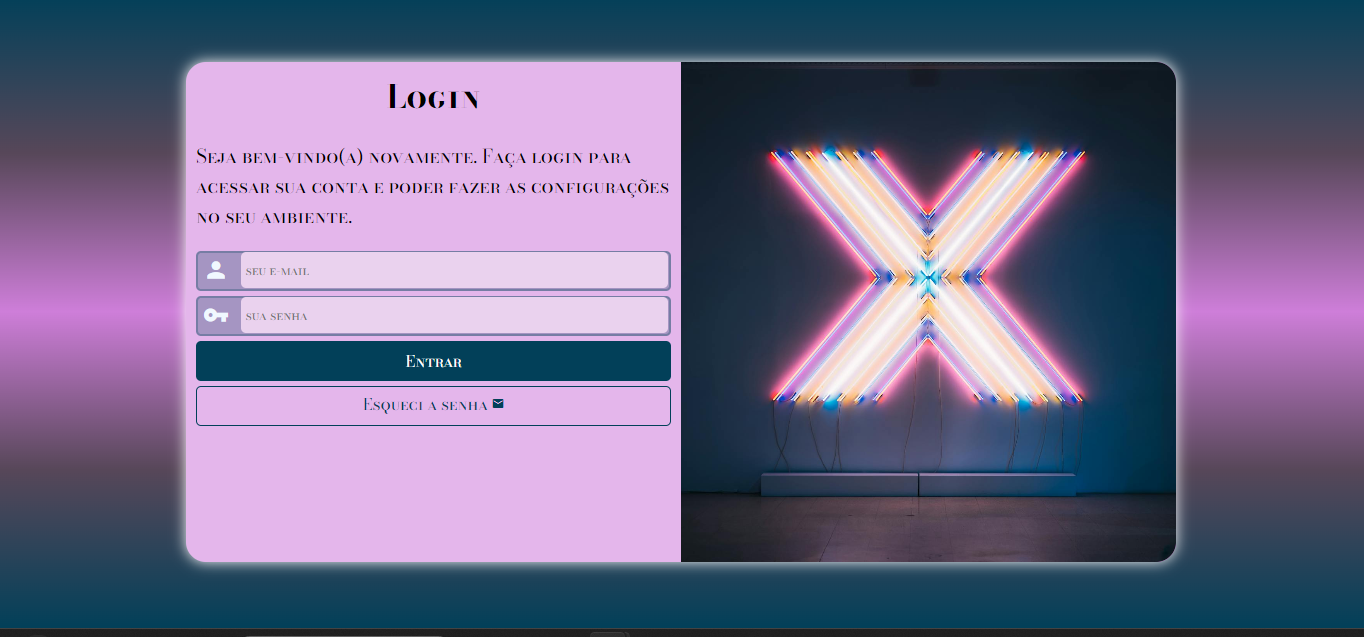 Login
Seja bem-vindo(a) novamente. Faça login para
acessar sua conta e poder fazer as configurações
no seu ambiente.
seu e-mail
sua senha
Entrar
Esqueci a senha